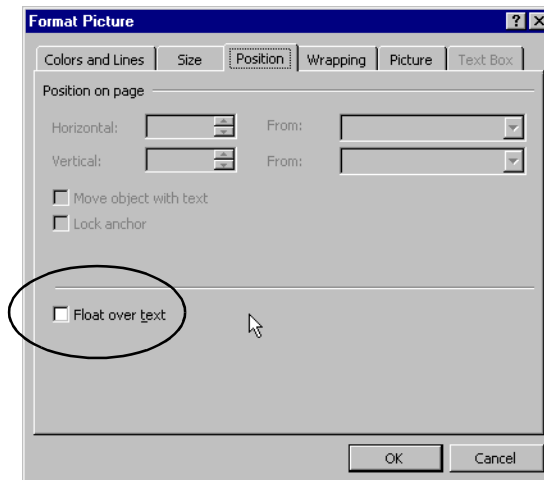 Format Picture
Colors and Lines Size Position Wrapping Picture Text Box
Position on page
Horizontal: From:
Vertical: From:
Move object with text
Lock anchor
Float over text
OK Cancel